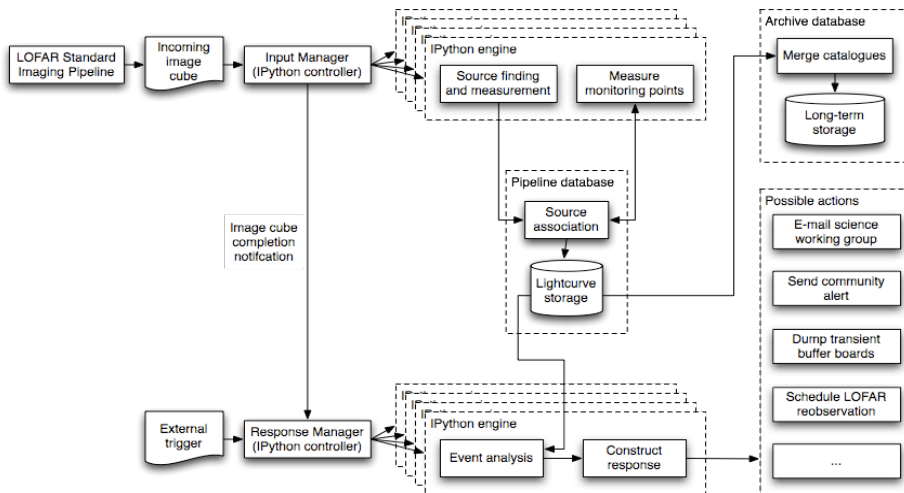 LOFAR Standard
Imaging Pipeline
Incoming
image
cube
Input Manager
(IPython controller)
IPython engine
Source finding
and measurement
Measure
monitoring points
Archive database
Merge catalogues
Long-term
storage
Pipeline database
Source
association
Lightcurve
storage
Image cube
completion
notifcation
Possible actions
E-mail science
working group
Send community
alert
Dump transient
buffer boards
Schedule LOFAR
reobservation
...
External
trigger
Response Manager
(IPython controller)
IPython engine
Event analysis
Construct
response